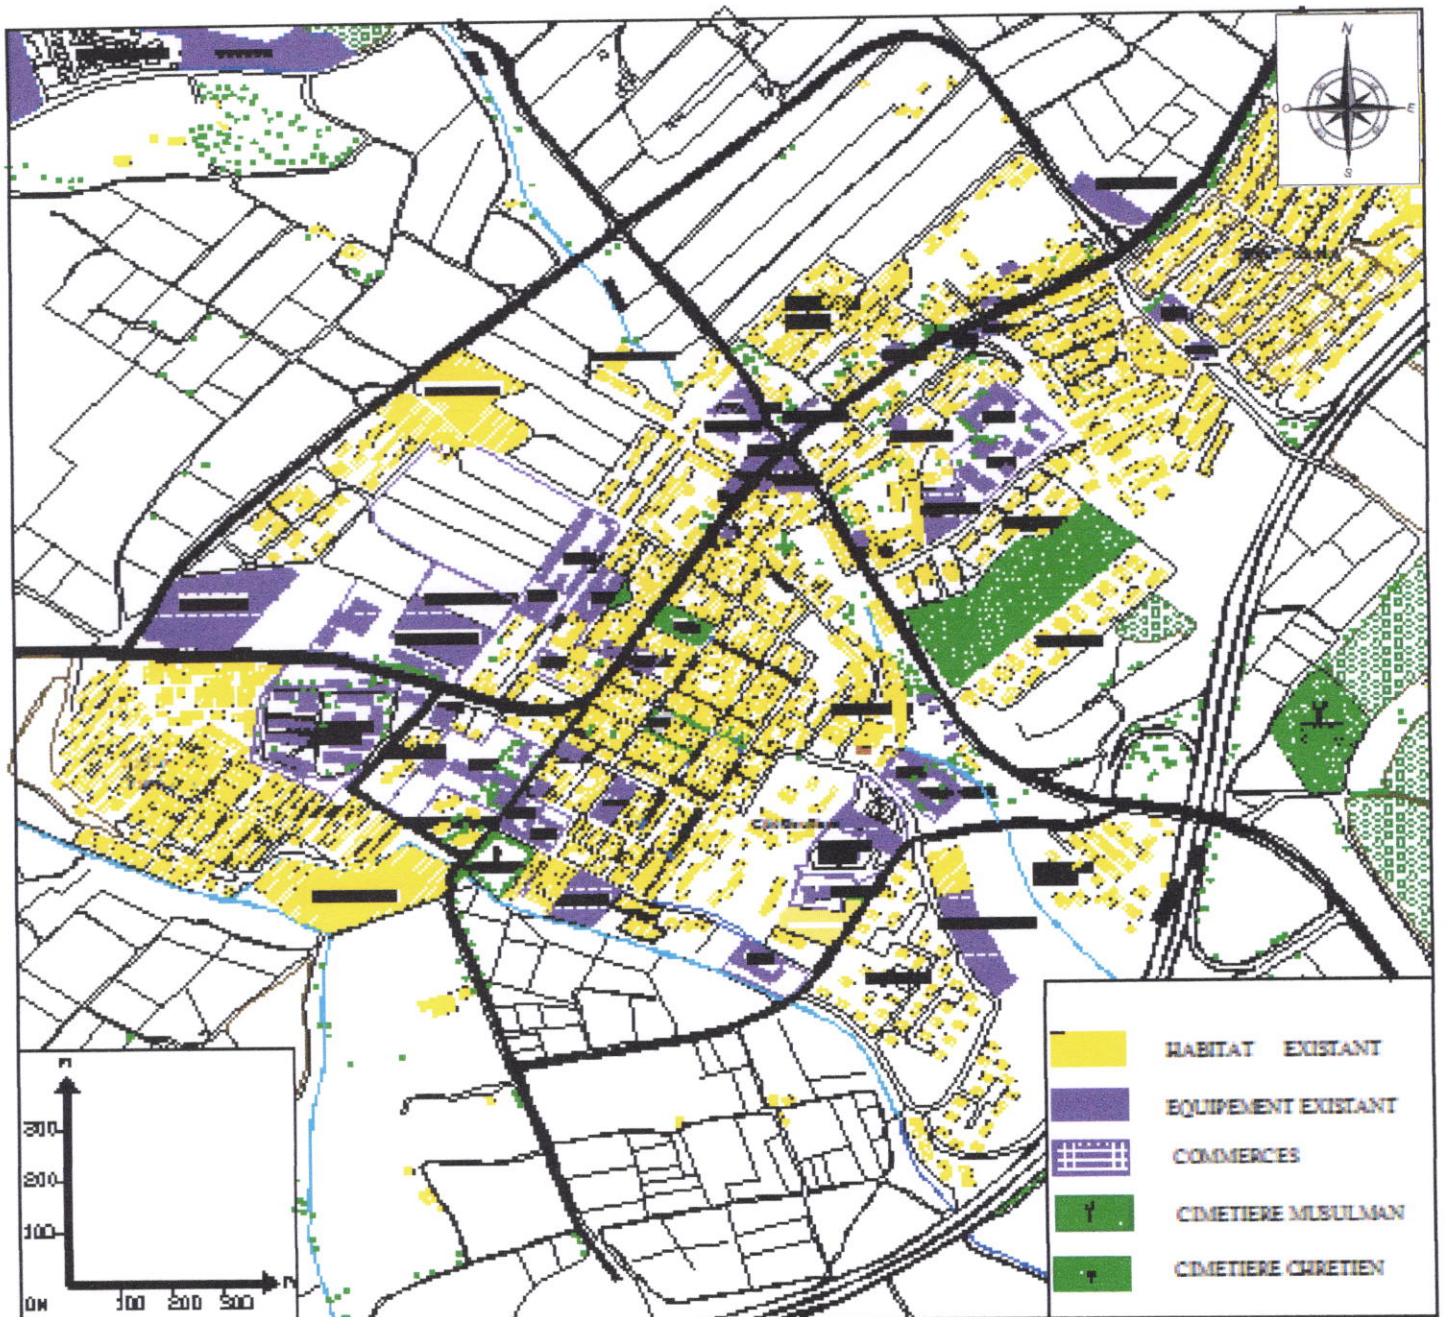 N
O
E
S
HABITAT EXISTANT
EQUIPEMENT EXISTANT
COMMERCES
CIMETIERE MUSULMAN
CIMETIERE CHRETIEN
M
300
200
100
0M
100 200 300
M